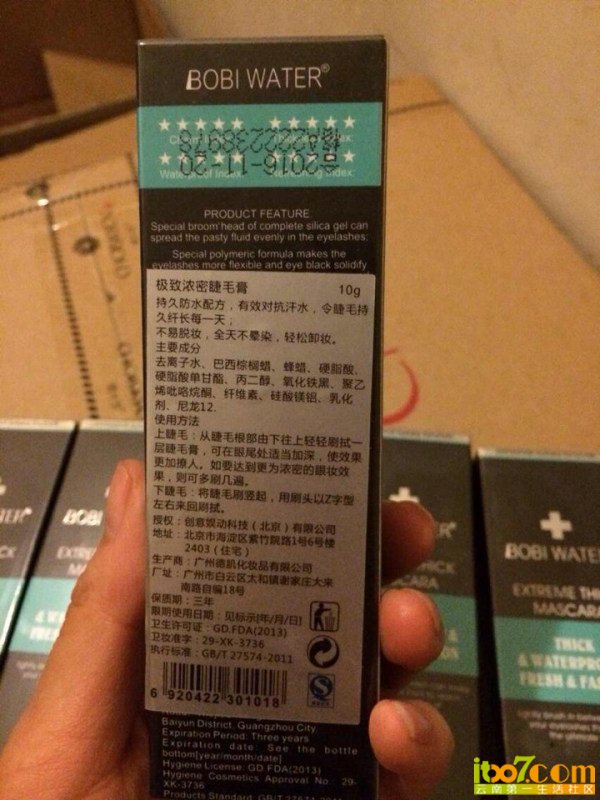 BOBI WATER®
Waterproof Index:
2016-11-20
PRODUCT FEATURE
Special broom'head of complete silica gel can
spread the pasty fluid evenly in the eyelashes;
Special polymeric formula makes the
eyelashes more flexible and eye black solidify
极致浓密睫毛膏 10g
持久防水配方，有效对抗汗水，令睫毛持
久纤长每一天；
不易脱妆，全天不晕染，轻松卸妆。
主要成分
去离子水、巴西棕榈蜡、蜂蜡、硬脂酸、
硬脂酸单甘酯、丙二醇、氧化铁黑、聚乙
烯吡咯烷酮、纤维素、硅酸镁铝、乳化
剂、尼龙12.
使用方法
上睫毛：从睫毛根部由下往上轻轻刷拭一
层睫毛膏，可在眼尾处适当加深，使效果
更加撩人。如要达到更为浓密的眼妆效
果，则可多刷几遍。
下睫毛：将睫毛刷竖起，用刷头以Z字型
左右来回刷拭。
授权：创意娱动科技（北京）有限公司
地址：北京市海淀区紫竹院路1号6号楼
2403（住宅）
生产商：广州德肌化妆品有限公司
厂址：广州市白云区太和镇谢家庄大来
南路自编18号
保质期：三年
限期使用日期：见标示[年/月/日]
卫生许可证：GD.FDA(2013)
卫妆准字：29-XK-3736
执行标准：GB/T 27574-2011
6 920422 301018
QS
Baiyun District, Guangzhou City
Expiration Period: Three years
Expiration date: See the bottle
bottom[year/month/date]
Hygiene License: GD.FDA(2013)
Hygiene Cosmetics Approval No.: 29-
XK-3736
WATER®
BOBI
EXTREME
MASC
& W
FRE
BOBI WATER®
EXTREME THI
MASCARA
THICK
& WATERPRO
FRESH & FAS
itbo7.com
云南第一生活社区